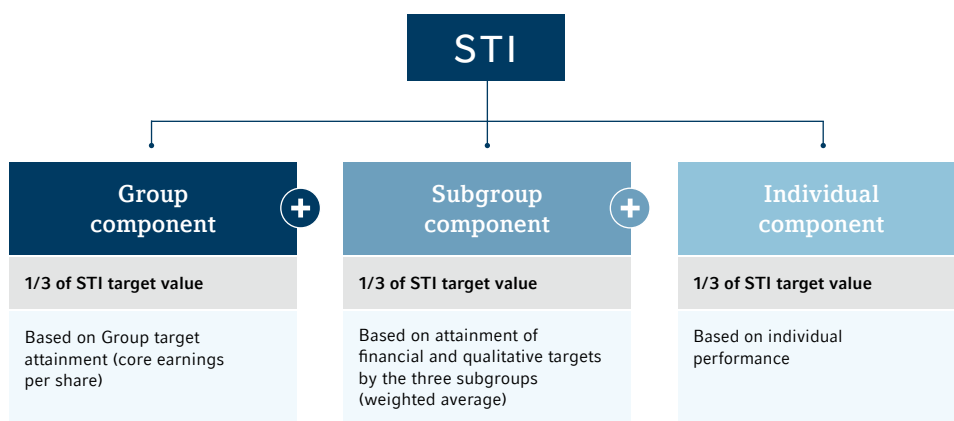 STI
Group
component
+
Subgroup
component
+
Individual
component
1/3 of STI target value
1/3 of STI target value
1/3 of STI target value
Based on Group target
attainment (core earnings
per share)
Based on attainment of
financial and qualitative targets
by the three subgroups
(weighted average)
Based on individual
performance